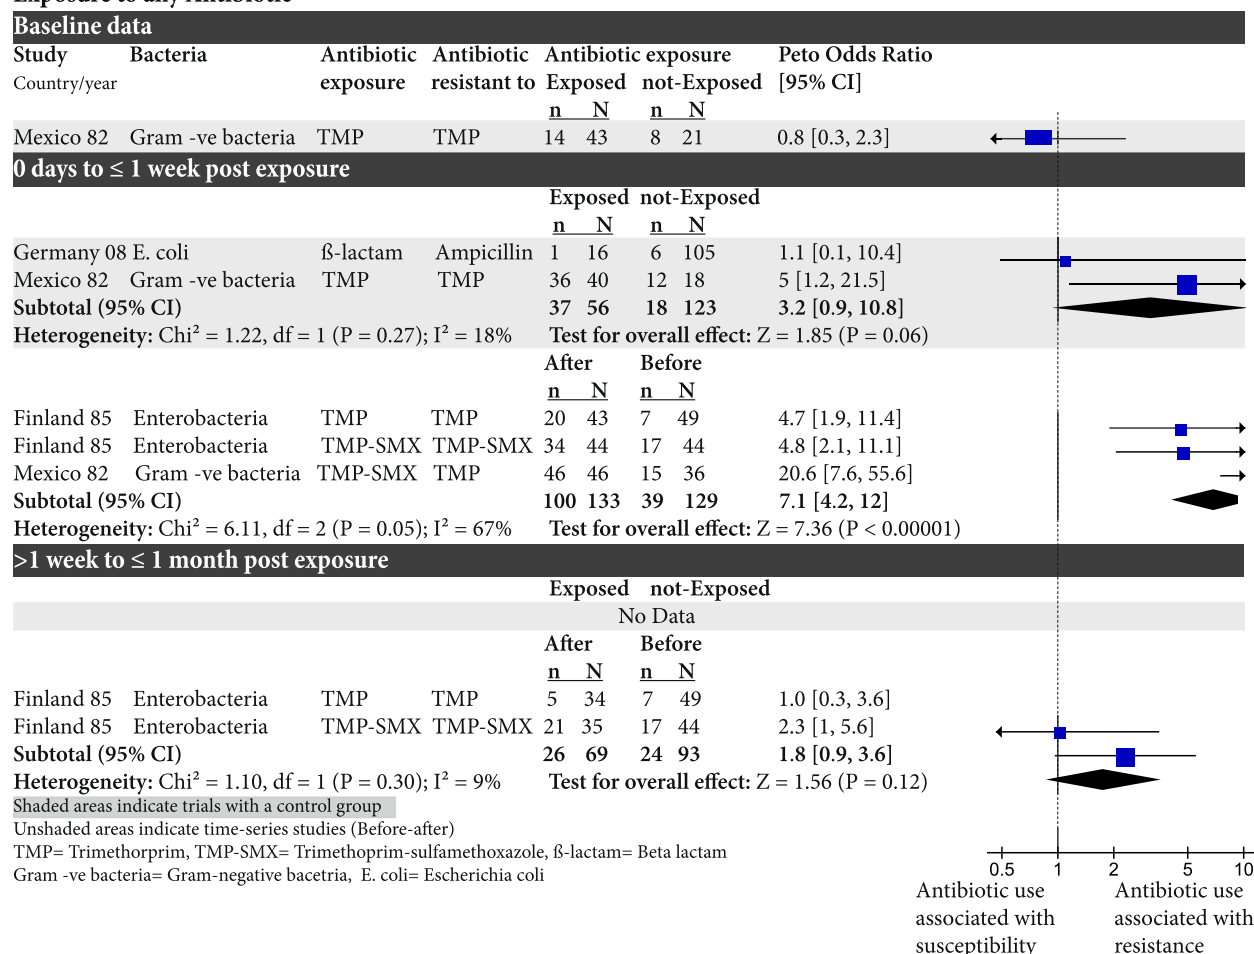 Exposure to any Antibiotic
Baseline data
Study Bacteria Antibiotic Antibiotic Antibiotic exposure Peto Odds Ratio
Country/year exposure resistant to Exposed not-Exposed [95% CI]
n N n N
Mexico 82 Gram -ve bacteria TMP TMP 14 43 8 21 0.8 [0.3, 2.3]
0 days to ≤ 1 week post exposure
Exposed not-Exposed
n N n N
Germany 08 E. coli ß-lactam Ampicillin 1 16 6 105 1.1 [0.1, 10.4]
Mexico 82 Gram -ve bacteria TMP TMP 36 40 12 18 5 [1.2, 21.5]
Subtotal (95% CI) 37 56 18 123 3.2 [0.9, 10.8]
Heterogeneity: Chi² = 1.22, df = 1 (P = 0.27); I² = 18% Test for overall effect: Z = 1.85 (P = 0.06)
After Before
n N n N
Finland 85 Enterobacteria TMP TMP 20 43 7 49 4.7 [1.9, 11.4]
Finland 85 Enterobacteria TMP-SMX TMP-SMX 34 44 17 44 4.8 [2.1, 11.1]
Mexico 82 Gram -ve bacteria TMP-SMX TMP 46 46 15 36 20.6 [7.6, 55.6]
Subtotal (95% CI) 100 133 39 129 7.1 [4.2, 12]
Heterogeneity: Chi² = 6.11, df = 2 (P = 0.05); I² = 67% Test for overall effect: Z = 7.36 (P < 0.00001)
>1 week to ≤ 1 month post exposure
Exposed not-Exposed
No Data
After Before
n N n N
Finland 85 Enterobacteria TMP TMP 5 34 7 49 1.0 [0.3, 3.6]
Finland 85 Enterobacteria TMP-SMX TMP-SMX 21 35 17 44 2.3 [1, 5.6]
Subtotal (95% CI) 26 69 24 93 1.8 [0.9, 3.6]
Heterogeneity: Chi² = 1.10, df = 1 (P = 0.30); I² = 9% Test for overall effect: Z = 1.56 (P = 0.12)
Shaded areas indicate trials with a control group
Unshaded areas indicate time-series studies (Before-after)
TMP= Trimethorprim, TMP-SMX= Trimethoprim-sulfamethoxazole, ß-lactam= Beta lactam
Gram -ve bacteria= Gram-negative bacetria, E. coli= Escherichia coli
0.5 1 2 5 10
Antibiotic use Antibiotic use
associated with associated with
susceptibility resistance